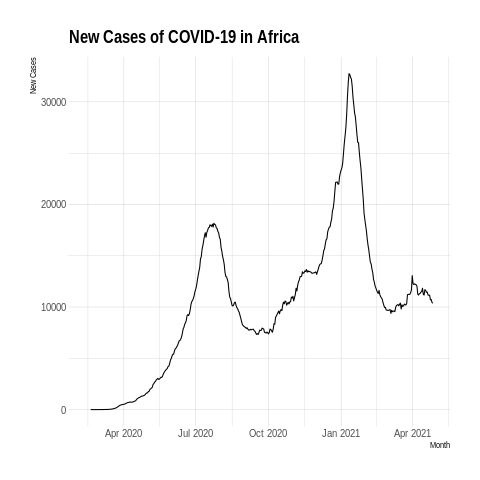 New Cases of COVID-19 in Africa
New Cases
30000
20000
10000
0
Apr 2020 Jul 2020 Oct 2020 Jan 2021 Apr 2021
Month